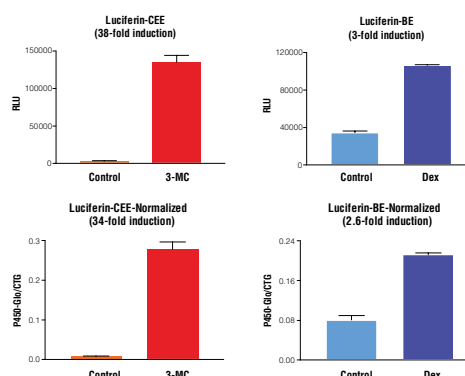 Luciferin-CEE
(38-fold induction)
150000
100000
50000
0
RLU
Control
3-MC
Luciferin-BE
(3-fold induction)
120000
80000
40000
0
RLU
Control
Dex
Luciferin-CEE-Normalized
(34-fold induction)
0.3
0.2
0.1
0.0
P450-Glo/CTG
Control
3-MC
Luciferin-BE-Normalized
(2.6-fold induction)
0.24
0.16
0.08
0.00
P450-Glo/CTG
Control
Dex